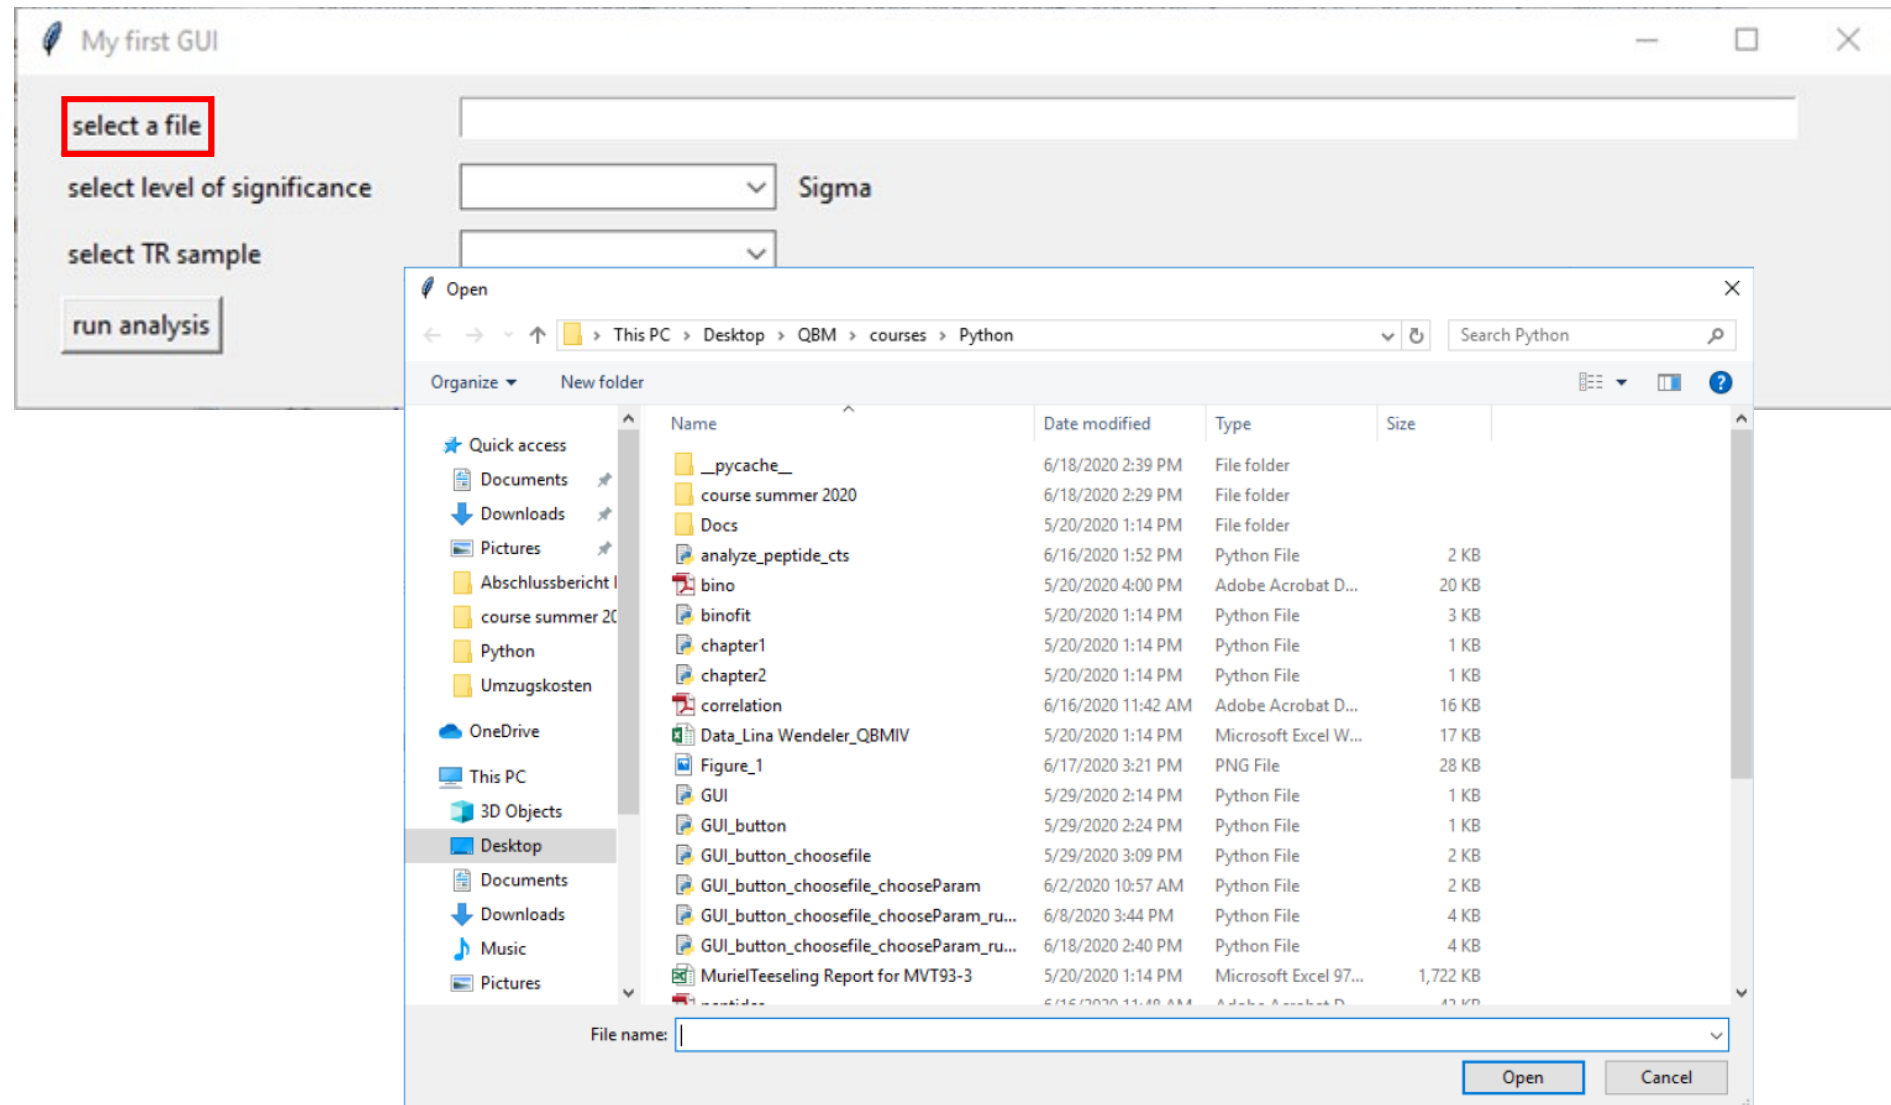 My first GUI
select a file
select level of significance Sigma
select TR sample
run analysis
Open
This PC > Desktop > QBM > courses > Python
Search Python
Organize New folder
Quick access
Documents
Downloads
Pictures
Abschlussbericht
course summer 20
Python
Umzugskosten
OneDrive
This PC
3D Objects
Desktop
Documents
Downloads
Music
Pictures
Name Date modified Type Size
__pycache__ 6/18/2020 2:39 PM File folder
course summer 2020 6/18/2020 2:29 PM File folder
Docs 5/20/2020 1:14 PM File folder
analyze_peptide_cts 6/16/2020 1:52 PM Python File 2 KB
bino 5/20/2020 4:00 PM Adobe Acrobat D... 20 KB
binofit 5/20/2020 1:14 PM Python File 3 KB
chapter1 5/20/2020 1:14 PM Python File 1 KB
chapter2 5/20/2020 1:14 PM Python File 1 KB
correlation 6/16/2020 11:42 AM Adobe Acrobat D... 16 KB
Data_Lina Wendeler_QBMIV 5/20/2020 1:14 PM Microsoft Excel W... 17 KB
Figure_1 6/17/2020 3:21 PM PNG File 28 KB
GUI 5/29/2020 2:14 PM Python File 1 KB
GUI_button 5/29/2020 2:24 PM Python File 1 KB
GUI_button_choosefile 5/29/2020 3:09 PM Python File 2 KB
GUI_button_choosefile_chooseParam 6/2/2020 10:57 AM Python File 2 KB
GUI_button_choosefile_chooseParam_ru... 6/8/2020 3:44 PM Python File 4 KB
GUI_button_choosefile_chooseParam_ru... 6/18/2020 2:40 PM Python File 4 KB
MurielTeeseling Report for MVT93-3 5/20/2020 1:14 PM Microsoft Excel 97... 1,722 KB
File name:
Open Cancel